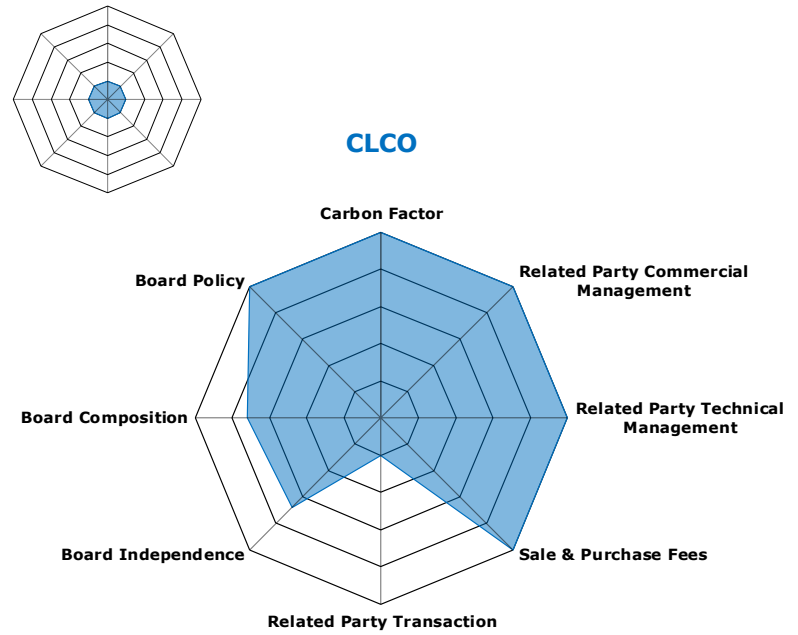 CLCO
Carbon Factor
Related Party Commercial
Management
Board Policy
Related Party Technical
Management
Board Composition
Sale & Purchase Fees
Board Independence
Related Party Transaction